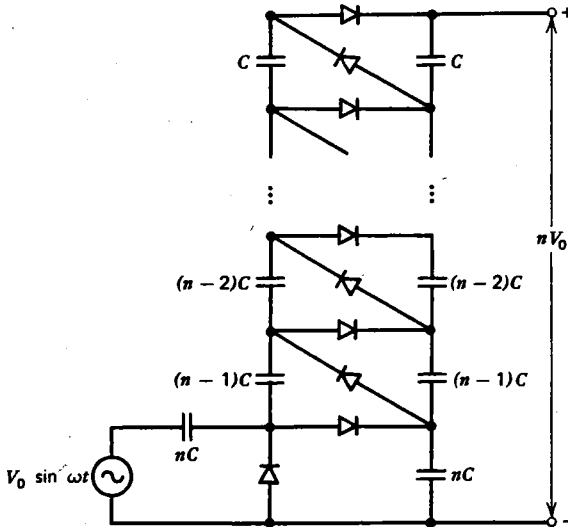 +
C
C
nV₀
(n − 2)C
(n − 2)C
(n − 1)C
(n − 1)C
nC
nC
V₀ sin ωt
−